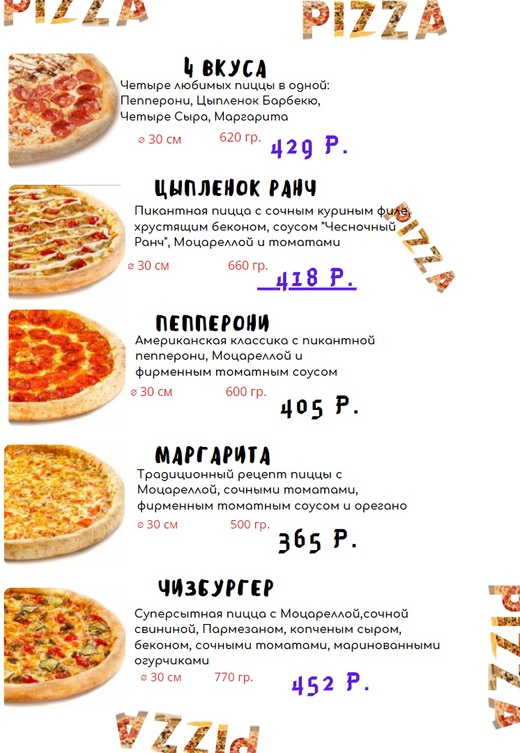 PIZZA
PIZZA
4 ВКУСА
Четыре любимых пиццы в одной:
Пепперони, Цыпленок Барбекю,
Четыре Сыра, Маргарита
⌀ 30 см 620 гр. 429 Р.
ЦЫПЛЕНОК РАНЧ
Пикантная пицца с сочным куриным филе,
хрустящим беконом, соусом "Чесночный
Ранч", Моцареллой и томатами
PIZZA
⌀ 30 см 660 гр. 418 Р.
ПЕППЕРОНИ
Американская классика с пикантной
пепперони, Моцареллой и
фирменным томатным соусом
⌀ 30 см 600 гр. 405 Р.
МАРГАРИТА
Традиционный рецепт пиццы с
Моцареллой, сочными томатами,
фирменным томатным соусом и орегано
⌀ 30 см 500 гр. 365 Р.
ЧИЗБУРГЕР
Суперсытная пицца с Моцареллой,сочной
свининой, Пармезаном, копченым сыром,
беконом, сочными томатами, маринованными
огурчиками
⌀ 30 см 770 гр. 452 Р.
PIZZA
PIZZA